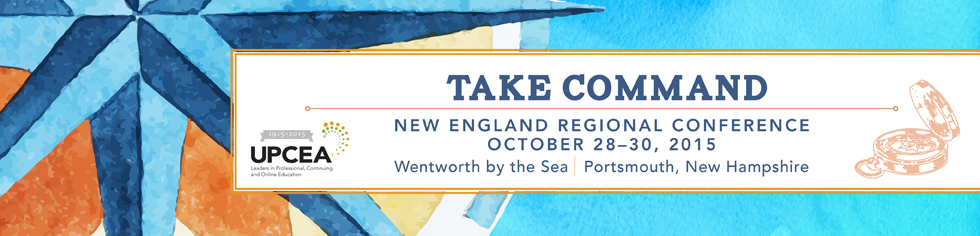 TAKE COMMAND
NEW ENGLAND REGIONAL CONFERENCE
OCTOBER 28–30, 2015
Wentworth by the Sea | Portsmouth, New Hampshire
1915•2015
UPCEA
Leaders in Professional, Continuing
and Online Education